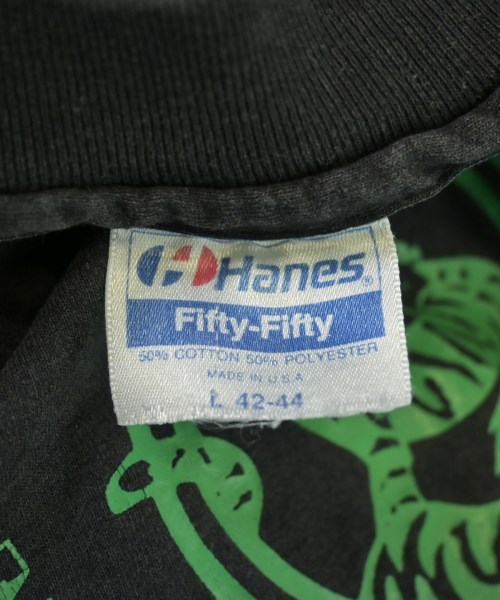 Hanes®
Fifty-Fifty
50% COTTON 50% POLYESTER
MADE IN U.S.A
L 42-44